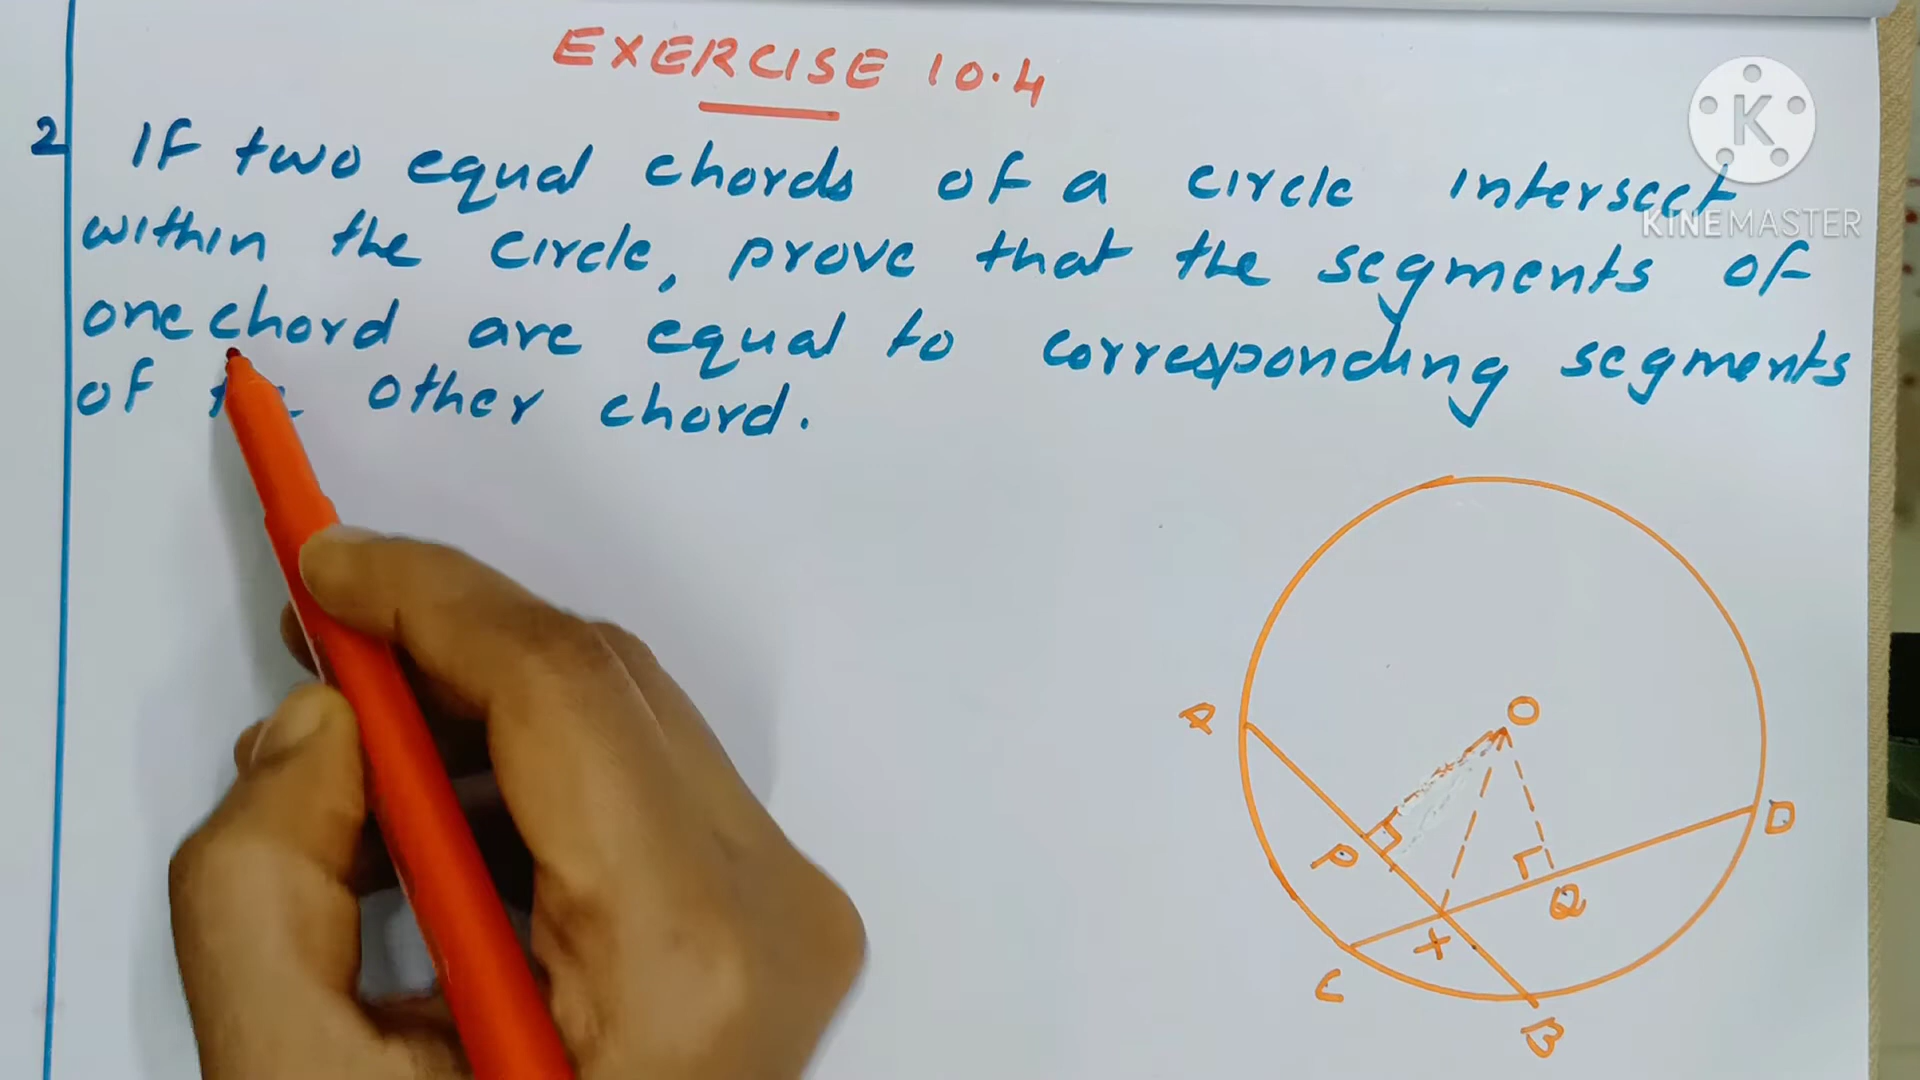 EXERCISE 10.4
2 If two equal chords of a circle intersect
within the circle, prove that the segments of
one chord are equal to corresponding segments
of other chord.
K
KINEMASTER
O
A
D
P
Q
X
C
B